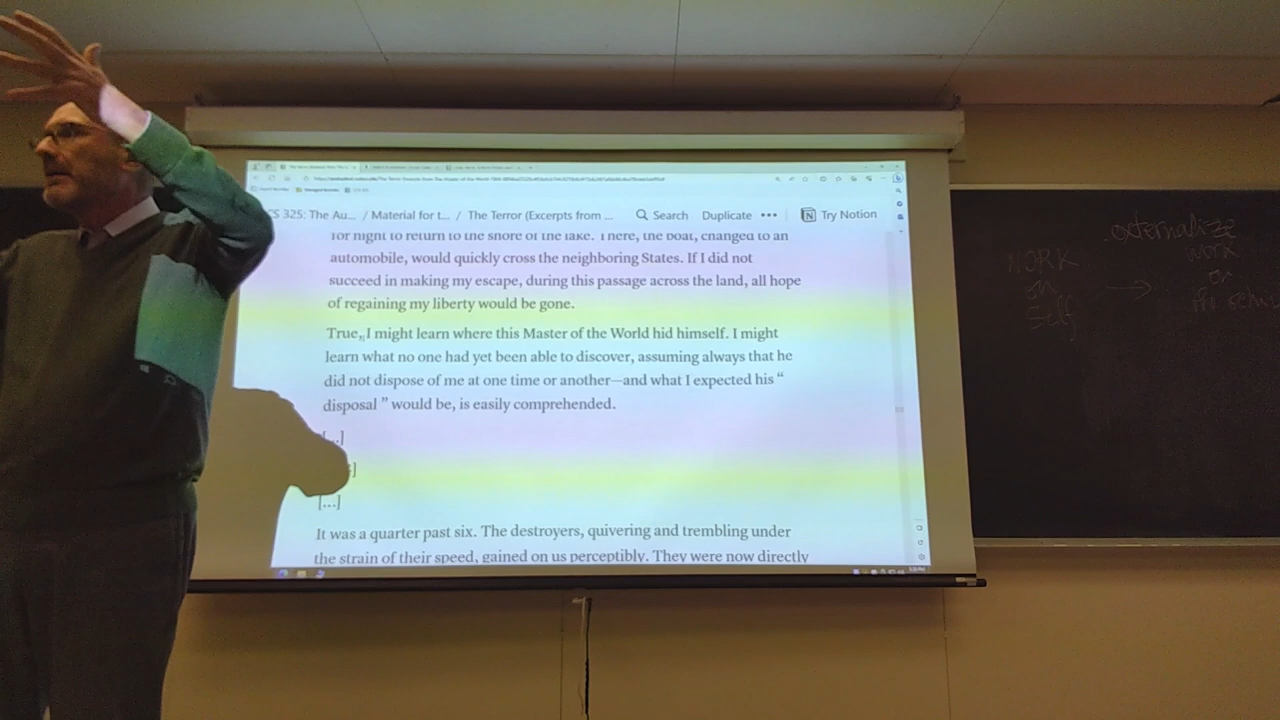 CS 325: The Au... / Material for t... / The Terror (Excerpts from ... Search Duplicate ••• Try Notion
for night to return to the shore of the lake. There, the boat, changed to an
automobile, would quickly cross the neighboring States. If I did not
succeed in making my escape, during this passage across the land, all hope
of regaining my liberty would be gone.
True, I might learn where this Master of the World hid himself. I might
learn what no one had yet been able to discover, assuming always that he
did not dispose of me at one time or another—and what I expected his “
disposal ” would be, is easily comprehended.
[...]
[...]
It was a quarter past six. The destroyers, quivering and trembling under
the strain of their speed, gained on us perceptibly. They were now directly
WORK
on
Self
→
externalize
work
on
the